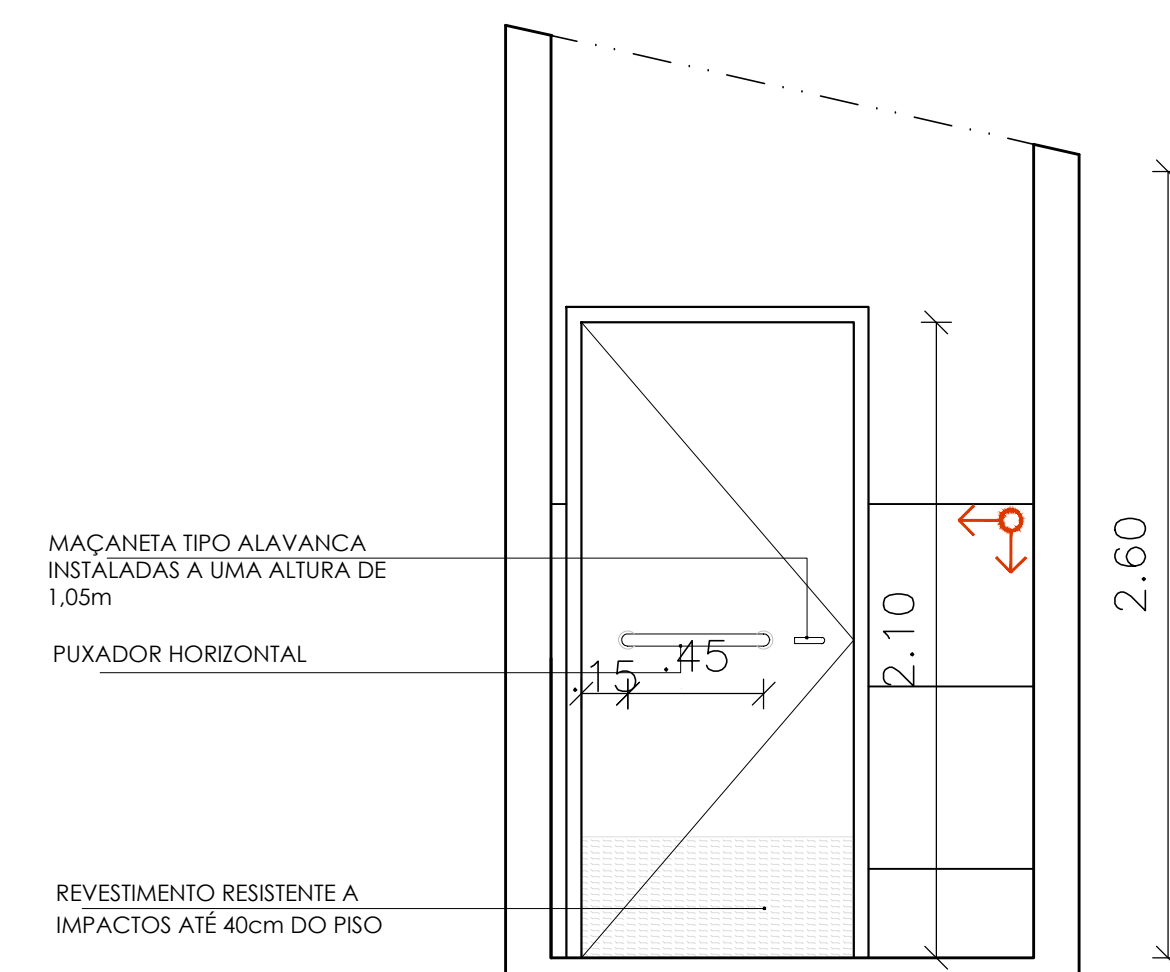 MAÇANETA TIPO ALAVANCA
INSTALADAS A UMA ALTURA DE
1,05m
PUXADOR HORIZONTAL
.15
.45
2.10
2.60
REVESTIMENTO RESISTENTE A
IMPACTOS ATÉ 40cm DO PISO